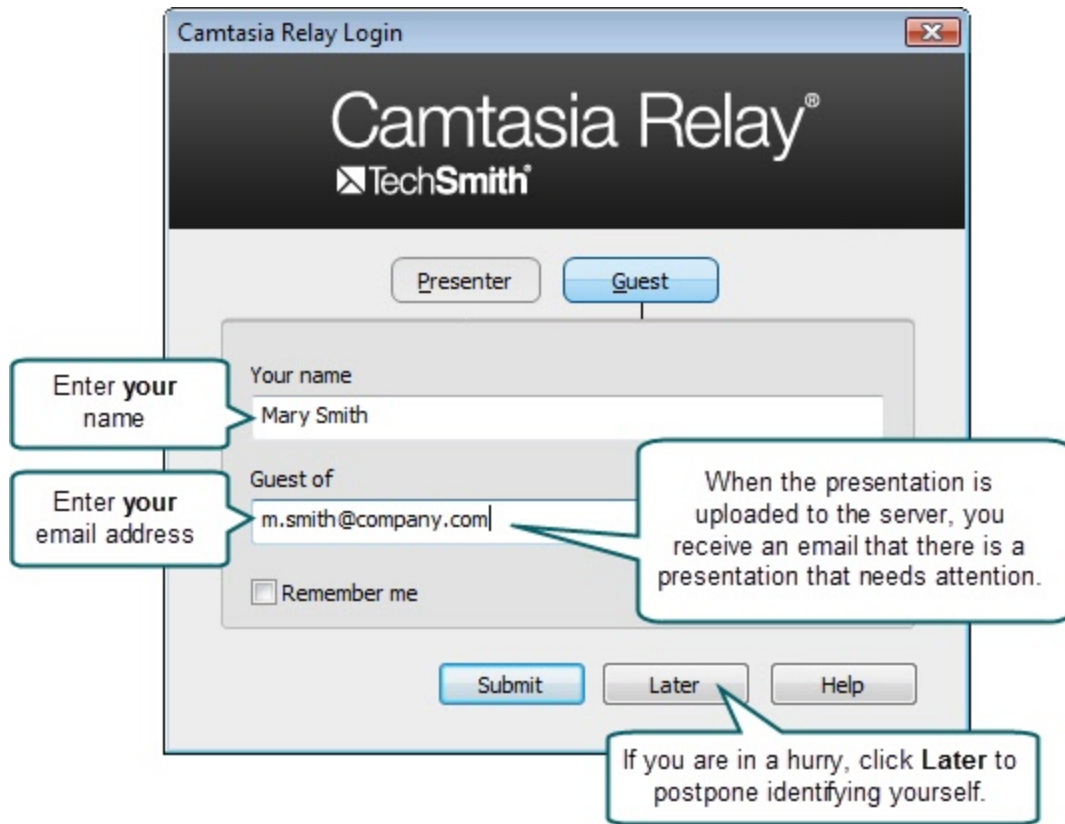 Camtasia Relay Login
Camtasia Relay®
TechSmith®
Presenter
Guest
Enter your
name
Your name
Mary Smith
Enter your
email address
Guest of
m.smith@company.com
When the presentation is
uploaded to the server, you
receive an email that there is a
presentation that needs attention.
Remember me
Submit
Later
Help
If you are in a hurry, click Later to
postpone identifying yourself.